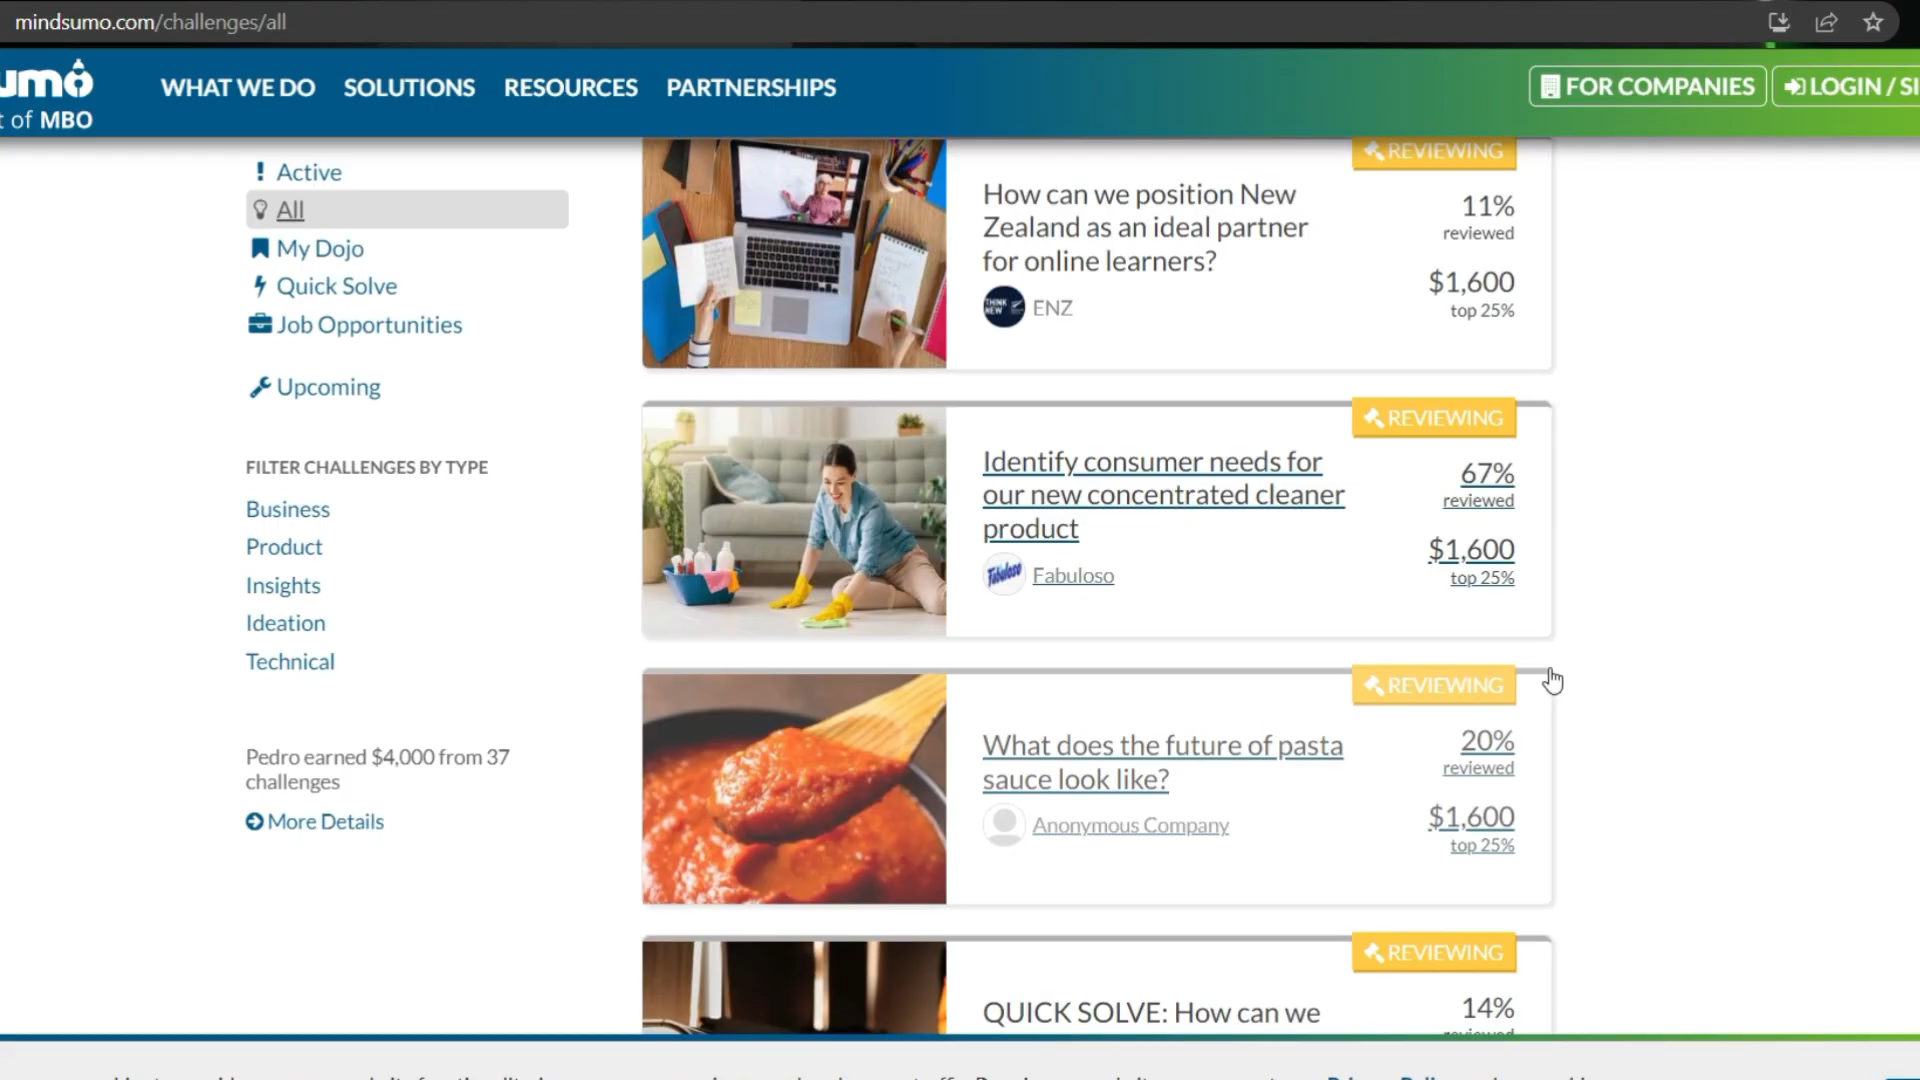 mindsumo.com/challenges/all
umo
t of MBO
WHAT WE DO
SOLUTIONS
RESOURCES
PARTNERSHIPS
FOR COMPANIES
LOGIN / SI
Active
All
My Dojo
Quick Solve
Job Opportunities
Upcoming
FILTER CHALLENGES BY TYPE
Business
Product
Insights
Ideation
Technical
Pedro earned $4,000 from 37
challenges
More Details
REVIEWING
How can we position New
Zealand as an ideal partner
for online learners?
THINK
NEW
ENZ
11%
reviewed
$1,600
top 25%
REVIEWING
Identify consumer needs for
our new concentrated cleaner
product
Fabuloso
Fabuloso
67%
reviewed
$1,600
top 25%
REVIEWING
What does the future of pasta
sauce look like?
Anonymous Company
20%
reviewed
$1,600
top 25%
REVIEWING
QUICK SOLVE: How can we
14%
reviewed